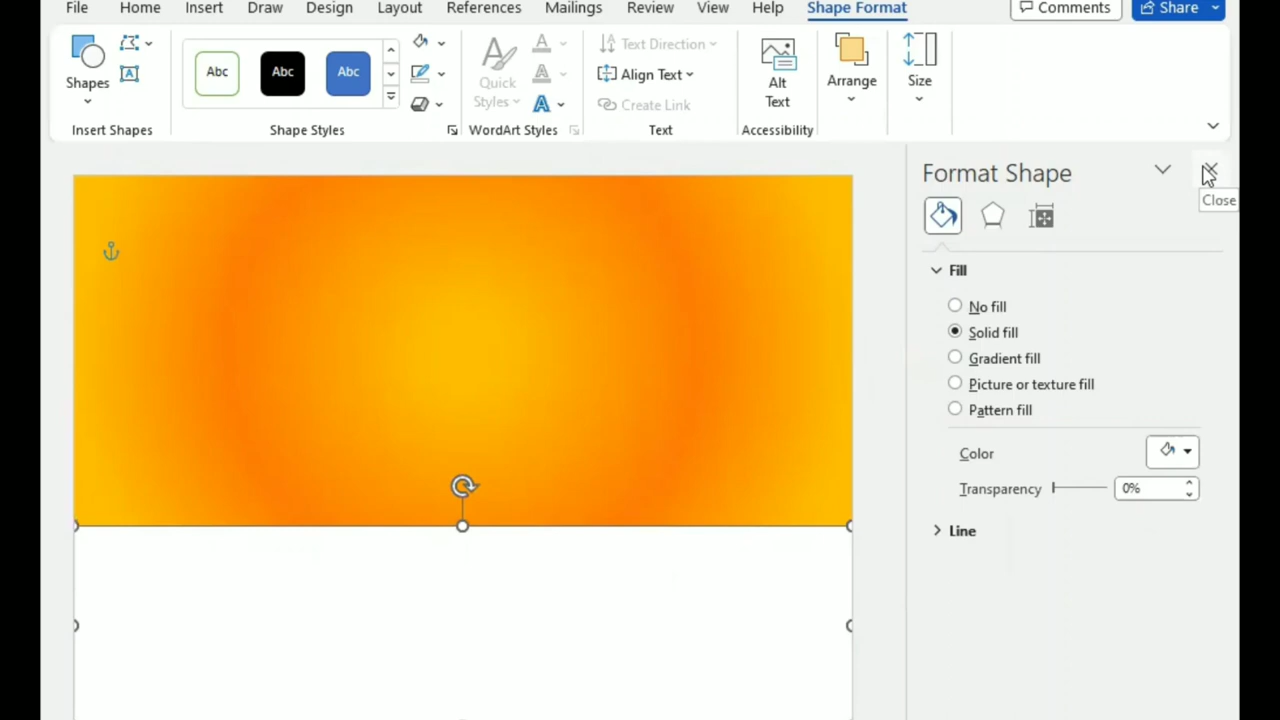 File Home Insert Draw Design Layout References Mailings Review View Help Shape Format Comments Share
Shapes
Abc Abc Abc
Quick Styles
Text Direction
Align Text
Create Link
Alt Text
Arrange
Size
Insert Shapes Shape Styles WordArt Styles Text Accessibility
Format Shape
Close
Fill
No fill
Solid fill
Gradient fill
Picture or texture fill
Pattern fill
Color
Transparency 0%
Line